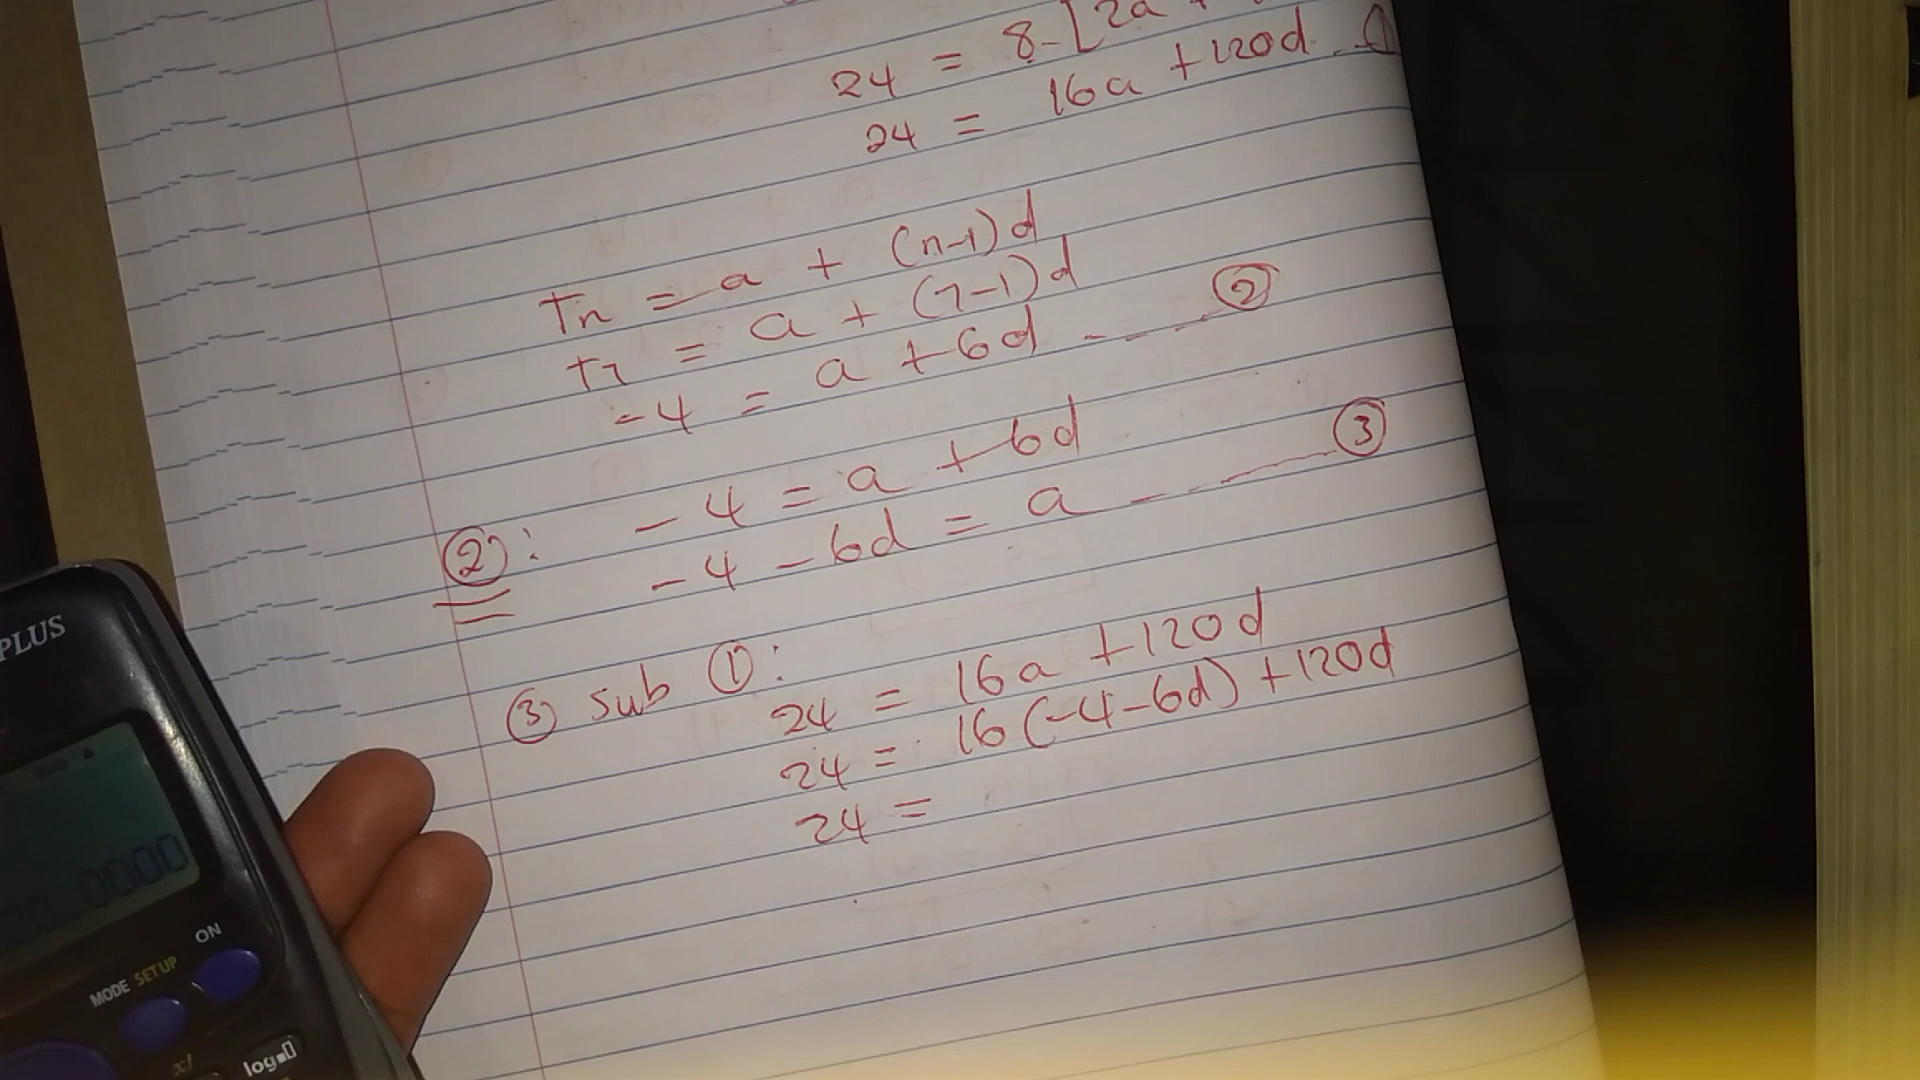 24 = 8-[2a +
24 = 16a + 120d ①
Tn = a + (n-1)d
T7 = a + (7-1)d
-4 = a + 6d ---- ②
②: -4 = a + 6d
-4 - 6d = a ---- ③
③ sub ①:
24 = 16a + 120d
24 = 16(-4-6d) + 120d
24 =
PLUS
0000
ON
MODE SETUP
x!
log